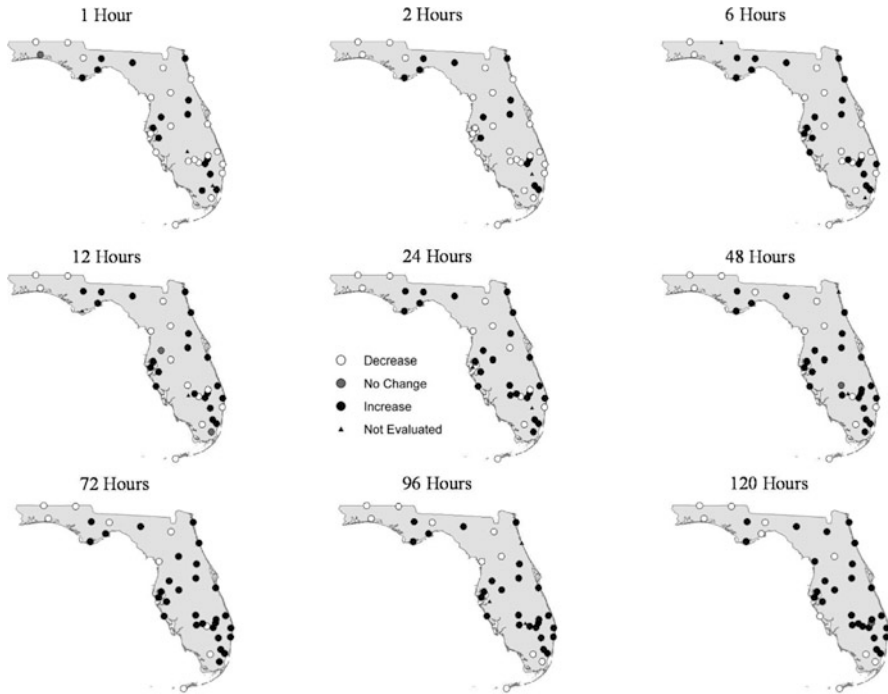 1 Hour
2 Hours
6 Hours
12 Hours
24 Hours
48 Hours
Decrease
No Change
Increase
Not Evaluated
72 Hours
96 Hours
120 Hours